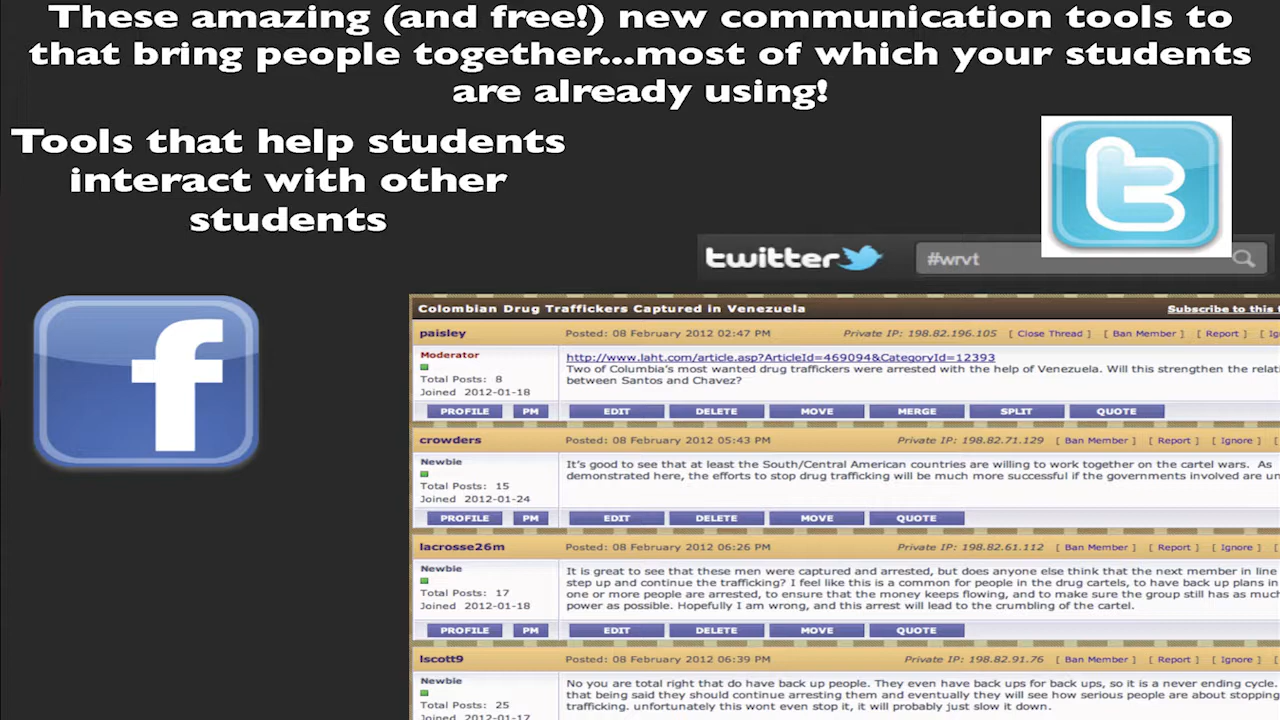 These amazing (and free!) new communication tools to
that bring people together...most of which your students
are already using!
Tools that help students
interact with other
students
twitter
#wrvt
Colombian Drug Traffickers Captured in Venezuela Subscribe to this
paisley Posted: 08 February 2012 02:47 PM Private IP: 198.82.196.105 [ Close Thread ] [ Ban Member ] [ Report ] [ Ig
Moderator
Total Posts: 8
Joined 2012-01-18
http://www.laht.com/article.asp?ArticleId=469094&CategoryId=12393
Two of Columbia's most wanted drug traffickers were arrested with the help of Venezuela. Will this strengthen the relati
between Santos and Chavez?
PROFILE PM EDIT DELETE MOVE MERGE SPLIT QUOTE
crowders Posted: 08 February 2012 05:43 PM Private IP: 198.82.71.129 [ Ban Member ] [ Report ] [ Ignore ]
Newbie
Total Posts: 15
Joined 2012-01-24
It's good to see that at least the South/Central American countries are willing to work together on the cartel wars. As
demonstrated here, the efforts to stop drug trafficking will be much more successful if the governments involved are un
PROFILE PM EDIT DELETE MOVE QUOTE
lacrosse26m Posted: 08 February 2012 06:26 PM Private IP: 198.82.61.112 [ Ban Member ] [ Report ] [ Ignore ]
Newbie
Total Posts: 17
Joined 2012-01-18
It is great to see that these men were captured and arrested, but does anyone else think that the next member in line
step up and continue the trafficking? I feel like this is a common for people in the drug cartels, to have back up plans in
one or more people are arrested, to ensure that the money keeps flowing, and to make sure the group still has as much
power as possible. Hopefully I am wrong, and this arrest will lead to the crumbling of the cartel.
PROFILE PM EDIT DELETE MOVE QUOTE
lscott9 Posted: 08 February 2012 06:39 PM Private IP: 198.82.91.76 [ Ban Member ] [ Report ] [ Ignore ]
Newbie
Total Posts: 25
Joined 2012-01-17
No you are total right that do have back up people. They even have back ups for back ups, so it is a never ending cycle.
that being said they should continue arresting them and eventually they will see how serious people are about stopping
trafficking. unfortunately this wont even stop it, it will probably just slow it down.